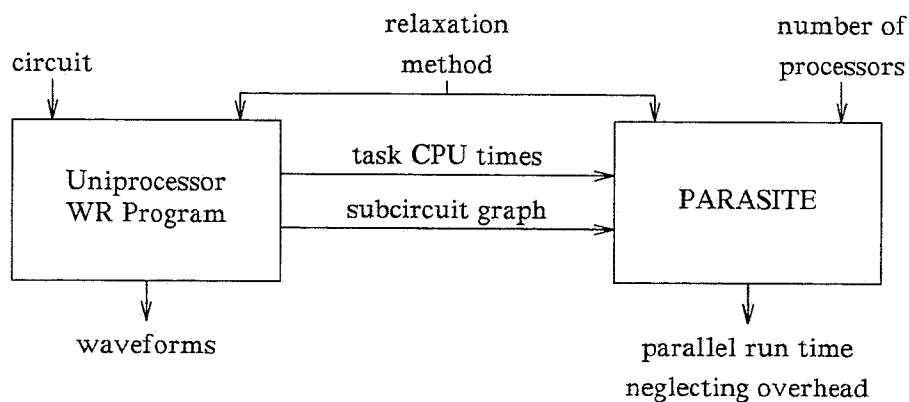 relaxation
method
number of
processors
circuit
Uniprocessor
WR Program
task CPU times
subcircuit graph
PARASITE
waveforms
parallel run time
neglecting overhead